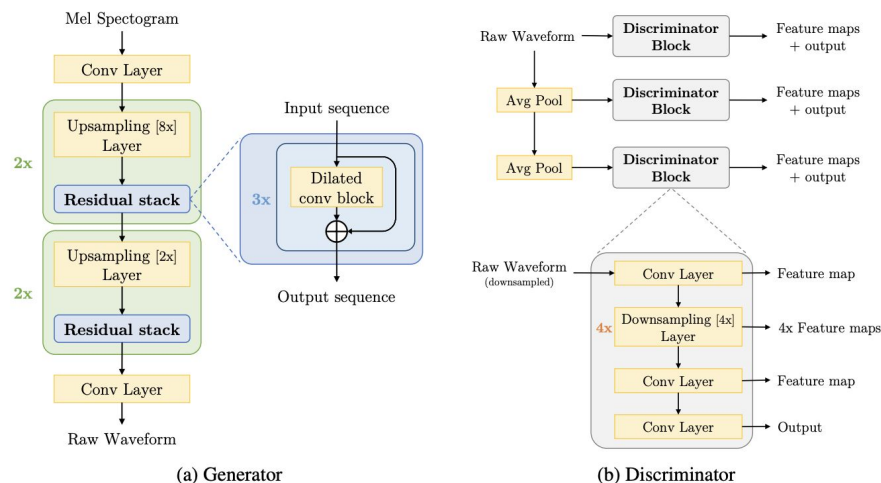 Mel Spectogram
Conv Layer
2x
Upsampling [8x]
Layer
Residual stack
2x
Upsampling [2x]
Layer
Residual stack
Conv Layer
Raw Waveform
Input sequence
3x
Dilated
conv block
Output sequence
(a) Generator
Raw Waveform
Discriminator
Block
Feature maps
+ output
Avg Pool
Discriminator
Block
Feature maps
+ output
Avg Pool
Discriminator
Block
Feature maps
+ output
Raw Waveform
(downsampled)
Conv Layer
Feature map
4x
Downsampling [4x]
Layer
4x Feature maps
Conv Layer
Feature map
Conv Layer
Output
(b) Discriminator